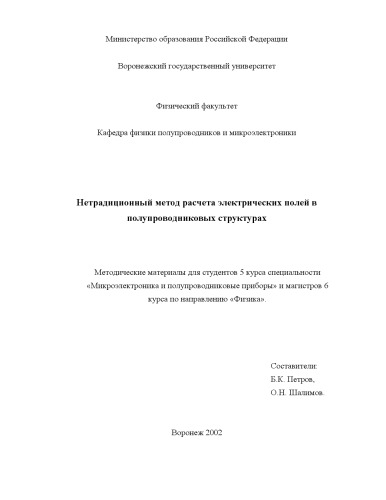 Министерство образования Российской Федерации
Воронежский государственный университет
Физический факультет
Кафедра физики полупроводников и микроэлектроники
Нетрадиционный метод расчета электрических полей в
полупроводниковых структурах
Методические материалы для студентов 5 курса специальности
«Микроэлектроника и полупроводниковые приборы» и магистров 6
курса по направлению «Физика».
Составители:
Б.К. Петров,
О.Н. Шалимов.
Воронеж 2002